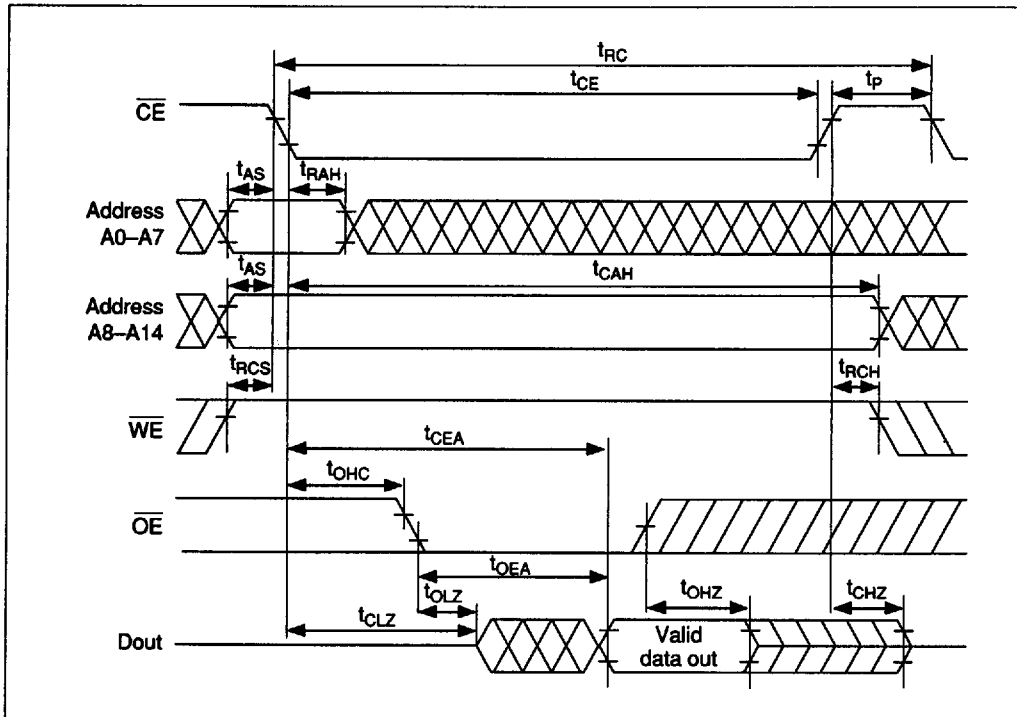 tRC
tCE
tP
CE
tAS
tRAH
Address
A0–A7
tAS
tCAH
Address
A8–A14
tRCS
tRCH
WE
tCEA
tOHC
OE
tOEA
tOLZ
tOHZ
tCHZ
tCLZ
Dout
Valid
data out